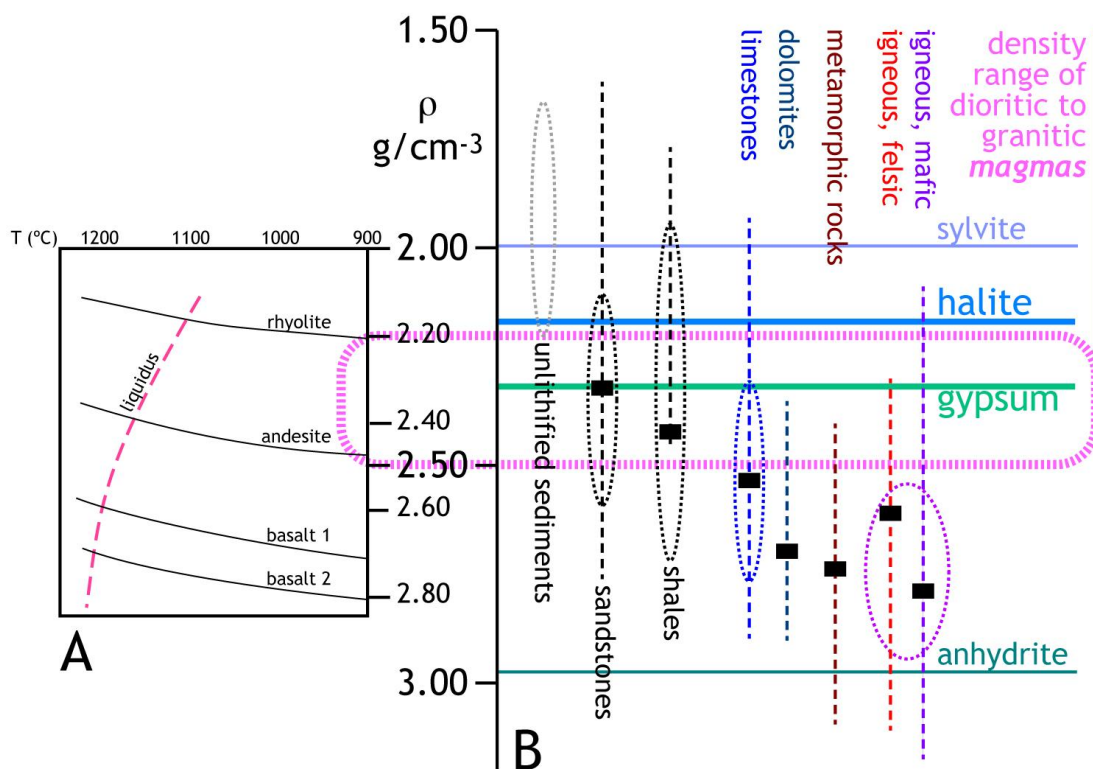 1.50
ρ
g/cm-3
T (ºC)
1200
1100
1000
900
2.00
2.20
2.40
2.50
2.60
2.80
3.00
rhyolite
liquidus
andesite
basalt 1
basalt 2
A
unlithified sediments
sandstones
shales
limestones
dolomites
metamorphic rocks
igneous, felsic
igneous, mafic
density
range of
dioritic to
granitic
magmas
sylvite
halite
gypsum
anhydrite
B